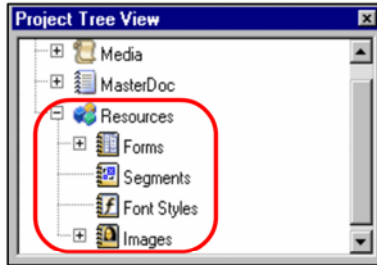 Project Tree View
Media
MasterDoc
Resources
Forms
Segments
Font Styles
Images